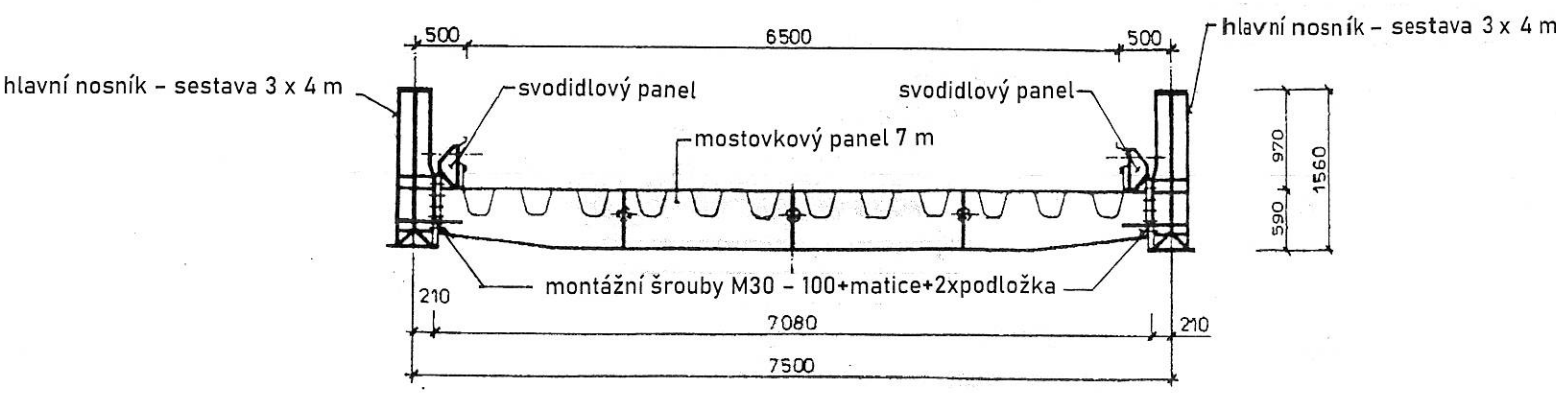 500
6500
500
hlavní nosník – sestava 3 x 4 m
hlavní nosník – sestava 3 x 4 m
svodidlový panel
svodidlový panel
mostovkový panel 7 m
970
1560
590
montážní šrouby M30 – 100+matice+2xpodložka
210
7080
210
7500